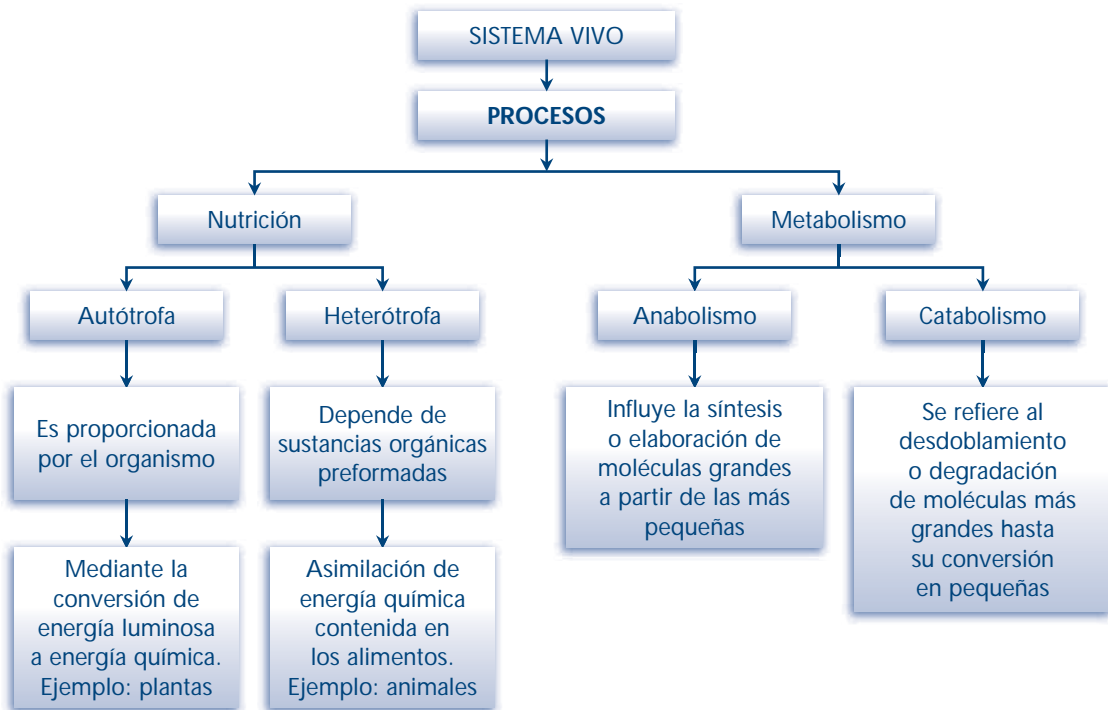 SISTEMA VIVO
PROCESOS
Nutrición
Metabolismo
Autótrofa
Heterótrofa
Anabolismo
Catabolismo
Es proporcionada
por el organismo
Depende de
sustancias orgánicas
preformadas
Influye la síntesis
o elaboración de
moléculas grandes
a partir de las más
pequeñas
Se refiere al
desdoblamiento
o degradación
de moléculas más
grandes hasta
su conversión
en pequeñas
Mediante la
conversión de
energía luminosa
a energía química.
Ejemplo: plantas
Asimilación de
energía química
contenida en
los alimentos.
Ejemplo: animales